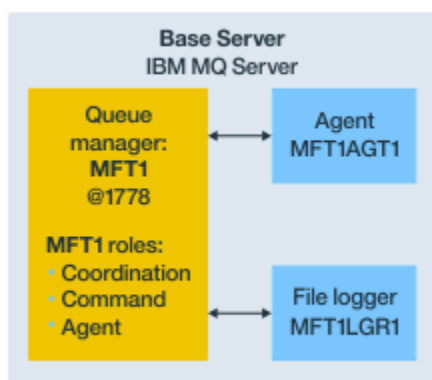 Base Server
IBM MQ Server
Queue
manager:
MFT1
@1778
MFT1 roles:
• Coordination
• Command
• Agent
Agent
MFT1AGT1
File logger
MFT1LGR1